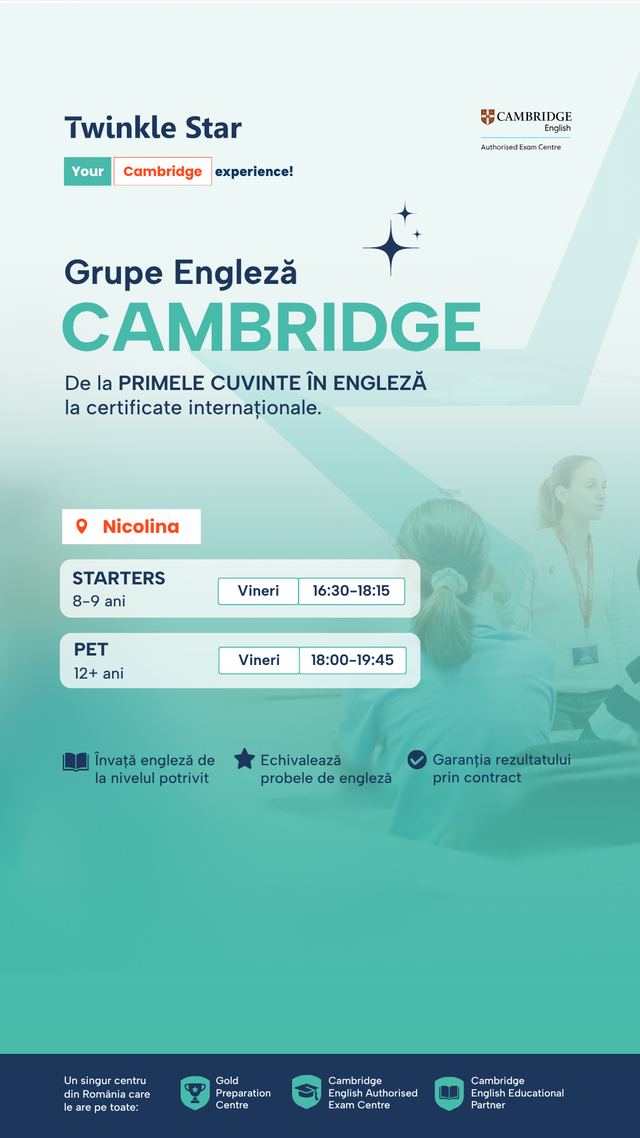 Twinkle Star
CAMBRIDGE
English
Authorised Exam Centre
Your Cambridge experience!
Grupe Engleză
CAMBRIDGE
De la PRIMELE CUVINTE ÎN ENGLEZĂ
la certificate internaționale.
Nicolina
STARTERS
8-9 ani
Vineri 16:30-18:15
PET
12+ ani
Vineri 18:00-19:45
Învață engleză de
la nivelul potrivit
Echivalează
probele de engleză
Garanția rezultatului
prin contract
Un singur centru
din România care
le are pe toate:
Gold
Preparation
Centre
Cambridge
English Authorised
Exam Centre
Cambridge
English Educational
Partner